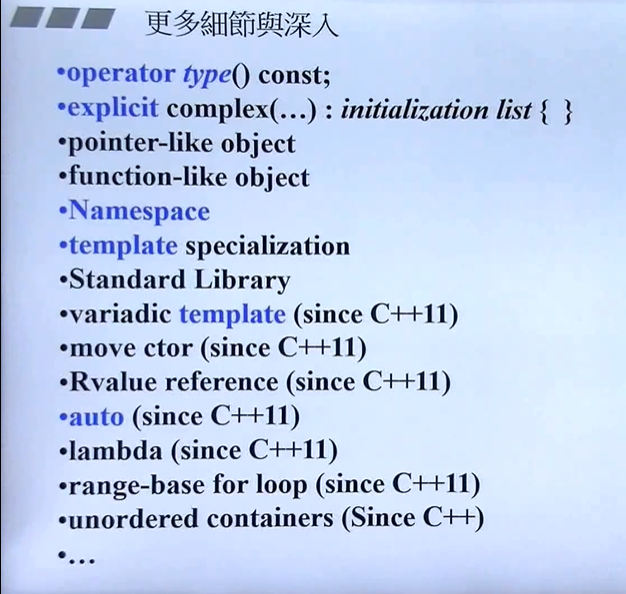 更多細節與深入
•operator type() const;
•explicit complex(…) : initialization list { }
•pointer-like object
•function-like object
•Namespace
•template specialization
•Standard Library
•variadic template (since C++11)
•move ctor (since C++11)
•Rvalue reference (since C++11)
•auto (since C++11)
•lambda (since C++11)
•range-base for loop (since C++11)
•unordered containers (Since C++)
•…